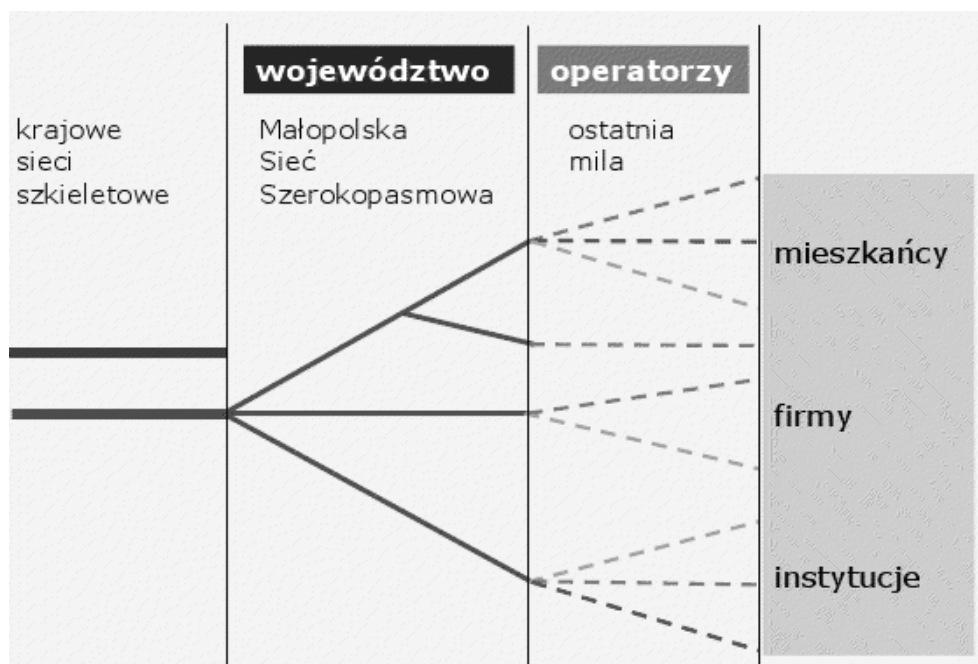 województwo
operatorzy
krajowe
sieci
szkieletowe
Małopolska
Sieć
Szerokopasmowa
ostatnia
mila
mieszkańcy
firmy
instytucje